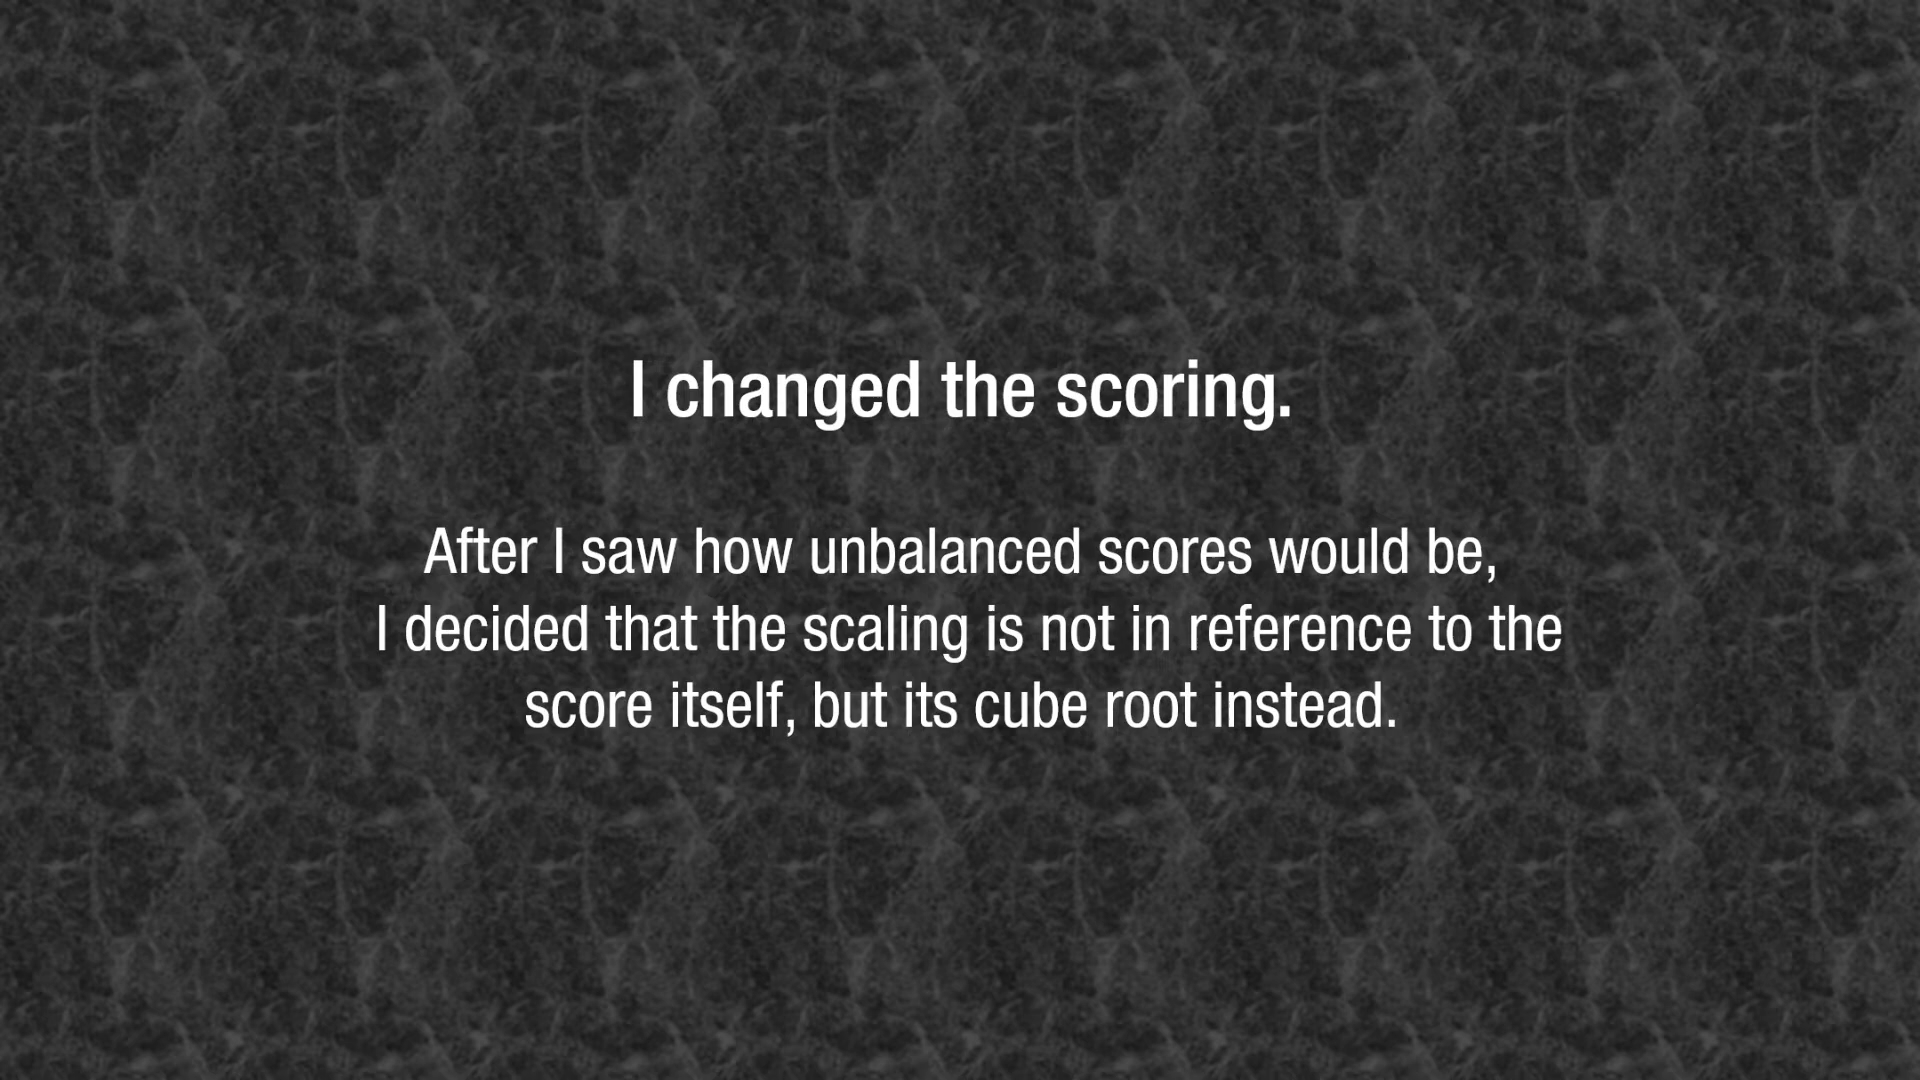 I changed the scoring.
After I saw how unbalanced scores would be,
I decided that the scaling is not in reference to the
score itself, but its cube root instead.